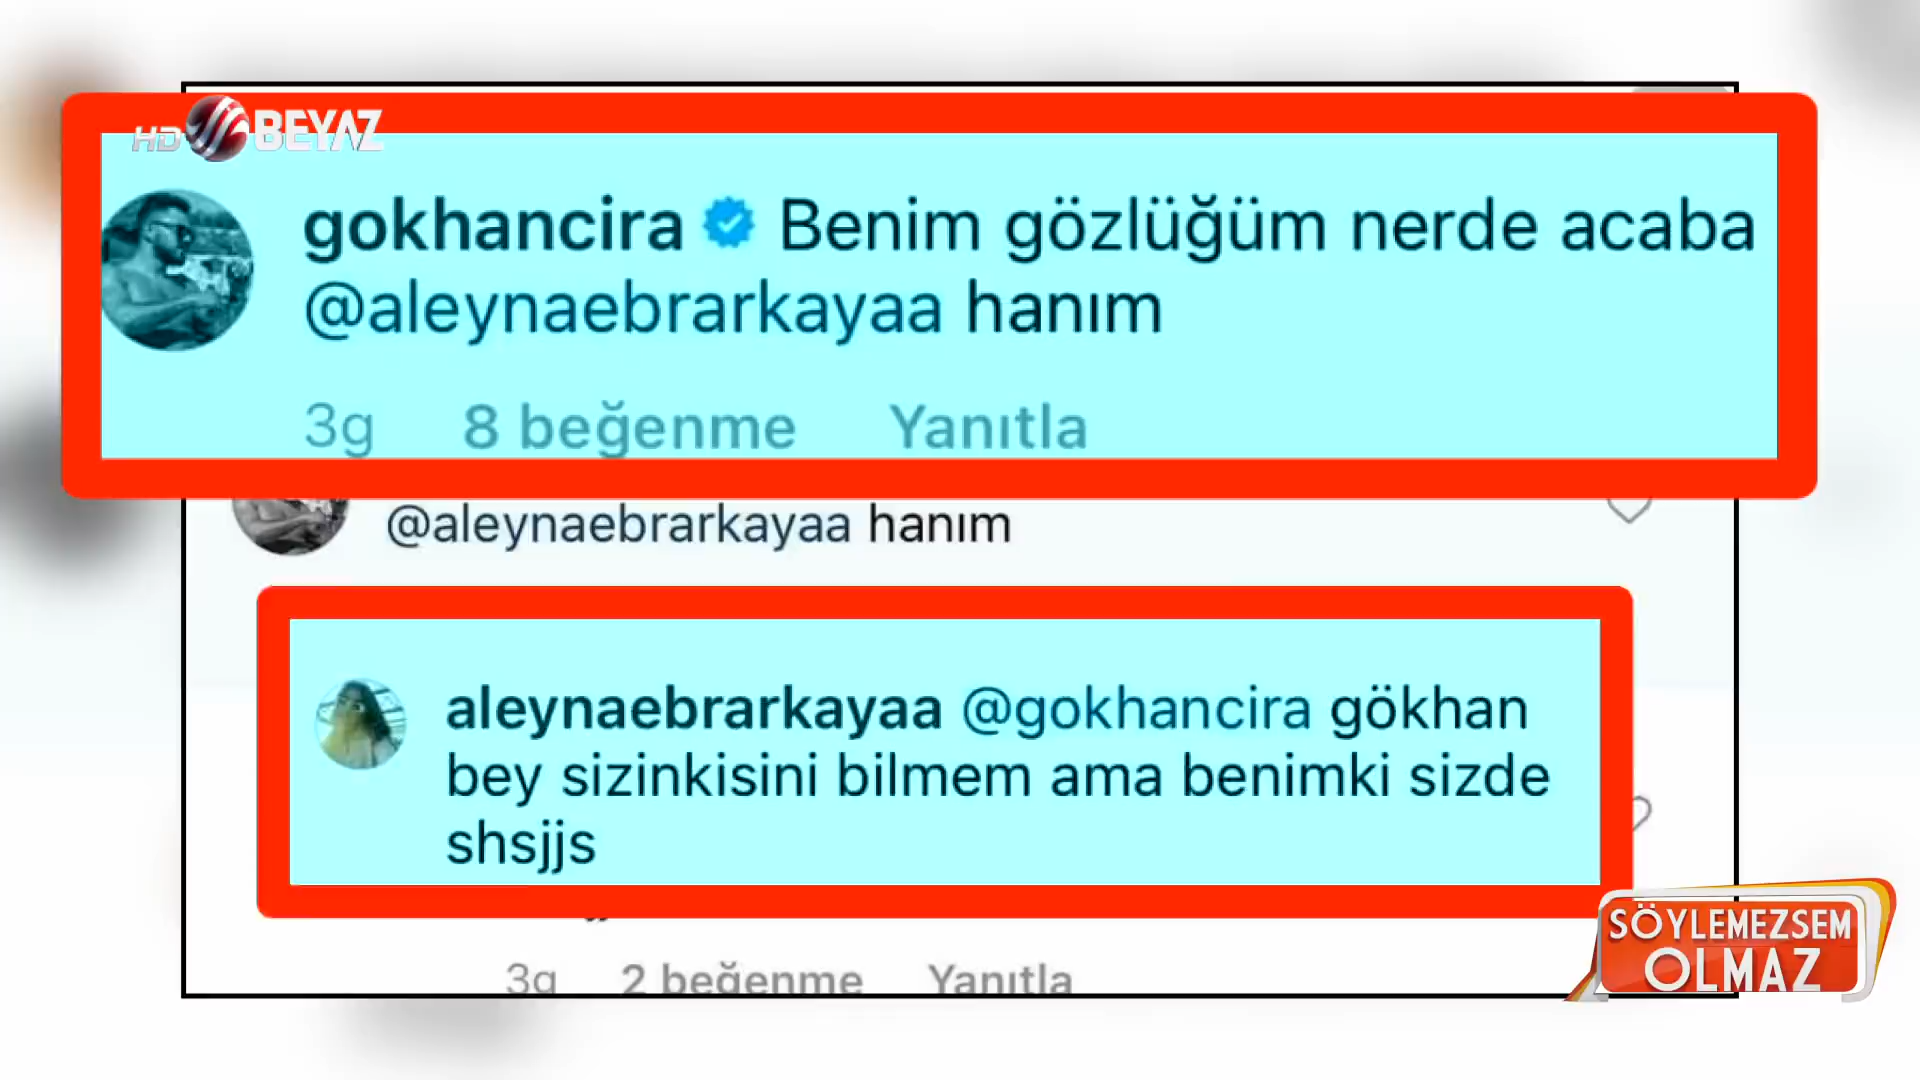 HD BEYAZ
gokhancira Benim gözlüğüm nerde acaba
@aleynaebrarkayaa hanım
3g 8 beğenme Yanıtla
@aleynaebrarkayaa hanım
aleynaebrarkayaa @gokhancira gökhan
bey sizinkisini bilmem ama benimki sizde
shsjjs
3g 2 beğenme Yanıtla
SÖYLEMEZSEM
OLMAZ